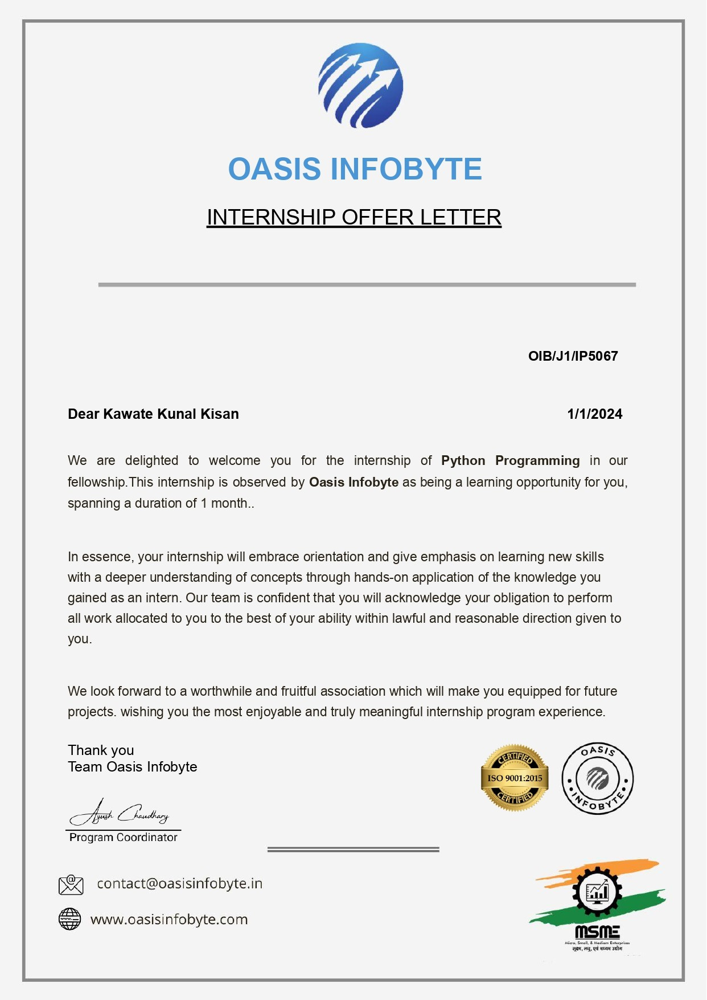 OASIS INFOBYTE
INTERNSHIP OFFER LETTER
OIB/J1/IP5067
Dear Kawate Kunal Kisan 1/1/2024
We are delighted to welcome you for the internship of Python Programming in our
fellowship.This internship is observed by Oasis Infobyte as being a learning opportunity for you,
spanning a duration of 1 month..
In essence, your internship will embrace orientation and give emphasis on learning new skills
with a deeper understanding of concepts through hands-on application of the knowledge you
gained as an intern. Our team is confident that you will acknowledge your obligation to perform
all work allocated to you to the best of your ability within lawful and reasonable direction given to
you.
We look forward to a worthwhile and fruitful association which will make you equipped for future
projects. wishing you the most enjoyable and truly meaningful internship program experience.
Thank you
Team Oasis Infobyte
CERTIFIED
ISO 9001:2015
CERTIFIED
OASIS
INFOBYTE
Ayush Chaudhary
Program Coordinator
@ contact@oasisinfobyte.in
www. www.oasisinfobyte.com
MSME
Micro, Small, & Medium Enterprises
सूक्ष्म, लघु, एवं मध्यम उद्योग